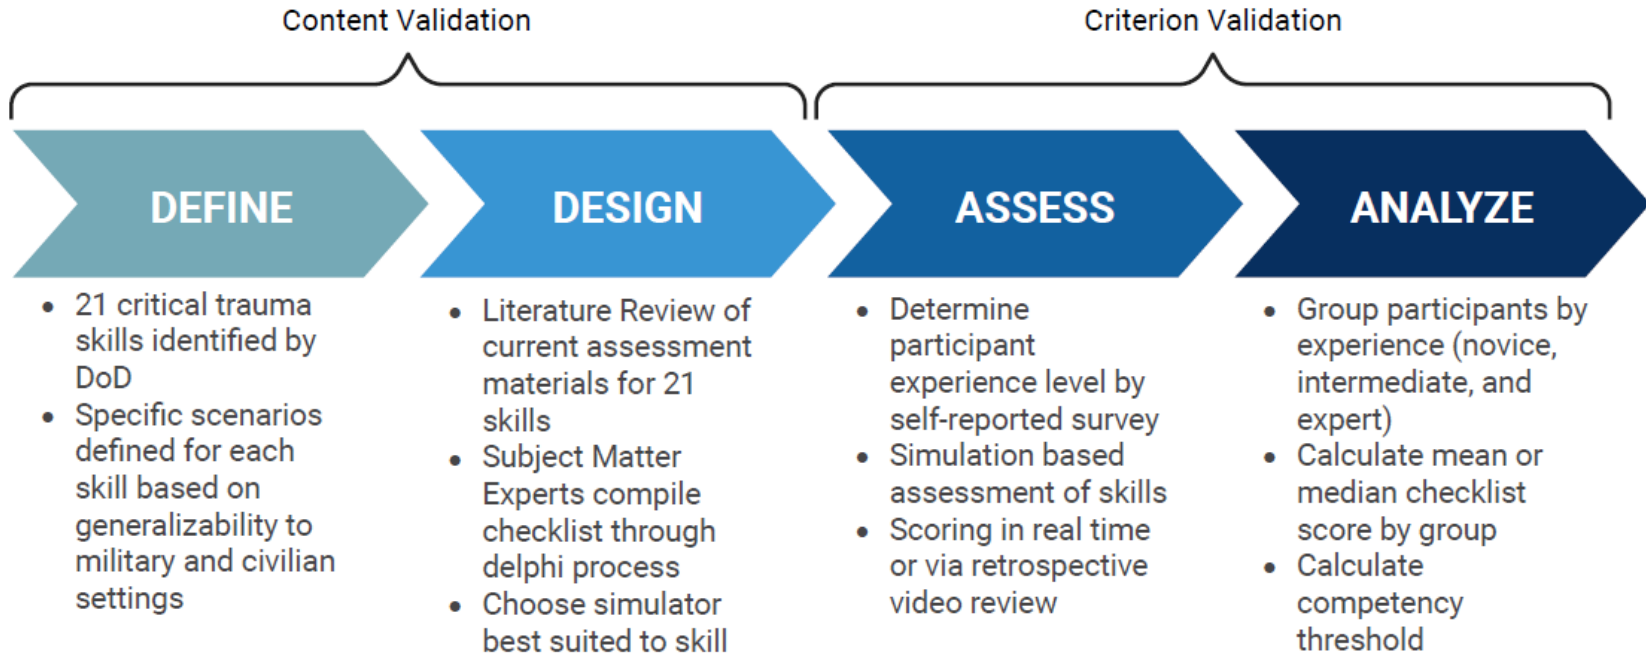 Content Validation
Criterion Validation
DEFINE
DESIGN
ASSESS
ANALYZE
• 21 critical trauma
skills identified by
DoD
• Specific scenarios
defined for each
skill based on
generalizability to
military and civilian
settings
• Literature Review of
current assessment
materials for 21
skills
• Subject Matter
Experts compile
checklist through
delphi process
• Choose simulator
best suited to skill
• Determine
participant
experience level by
self-reported survey
• Simulation based
assessment of skills
• Scoring in real time
or via retrospective
video review
• Group participants by
experience (novice,
intermediate, and
expert)
• Calculate mean or
median checklist
score by group
• Calculate
competency
threshold